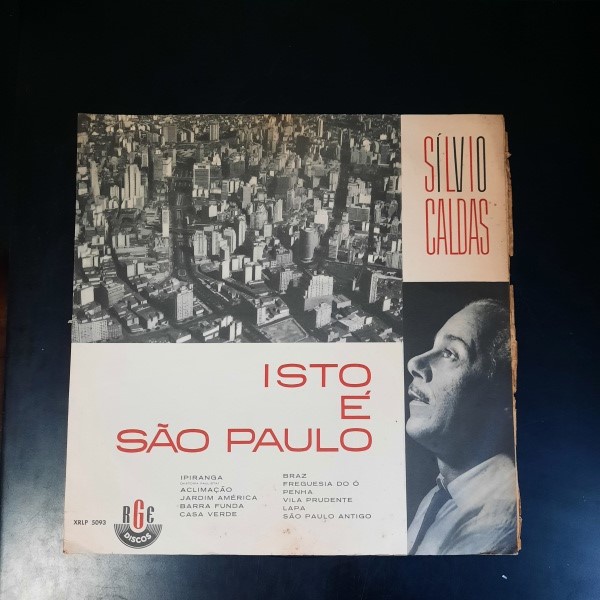 SÍLVIO
CALDAS
ISTO
É
SÃO PAULO
IPIRANGA
ACLIMAÇÃO
JARDIM AMÉRICA
BARRA FUNDA
CASA VERDE
BRAZ
FREGUESIA DO Ó
PENHA
VILA PRUDENTE
LAPA
SÃO PAULO ANTIGO
XRLP 5093
RGE
DISCOS